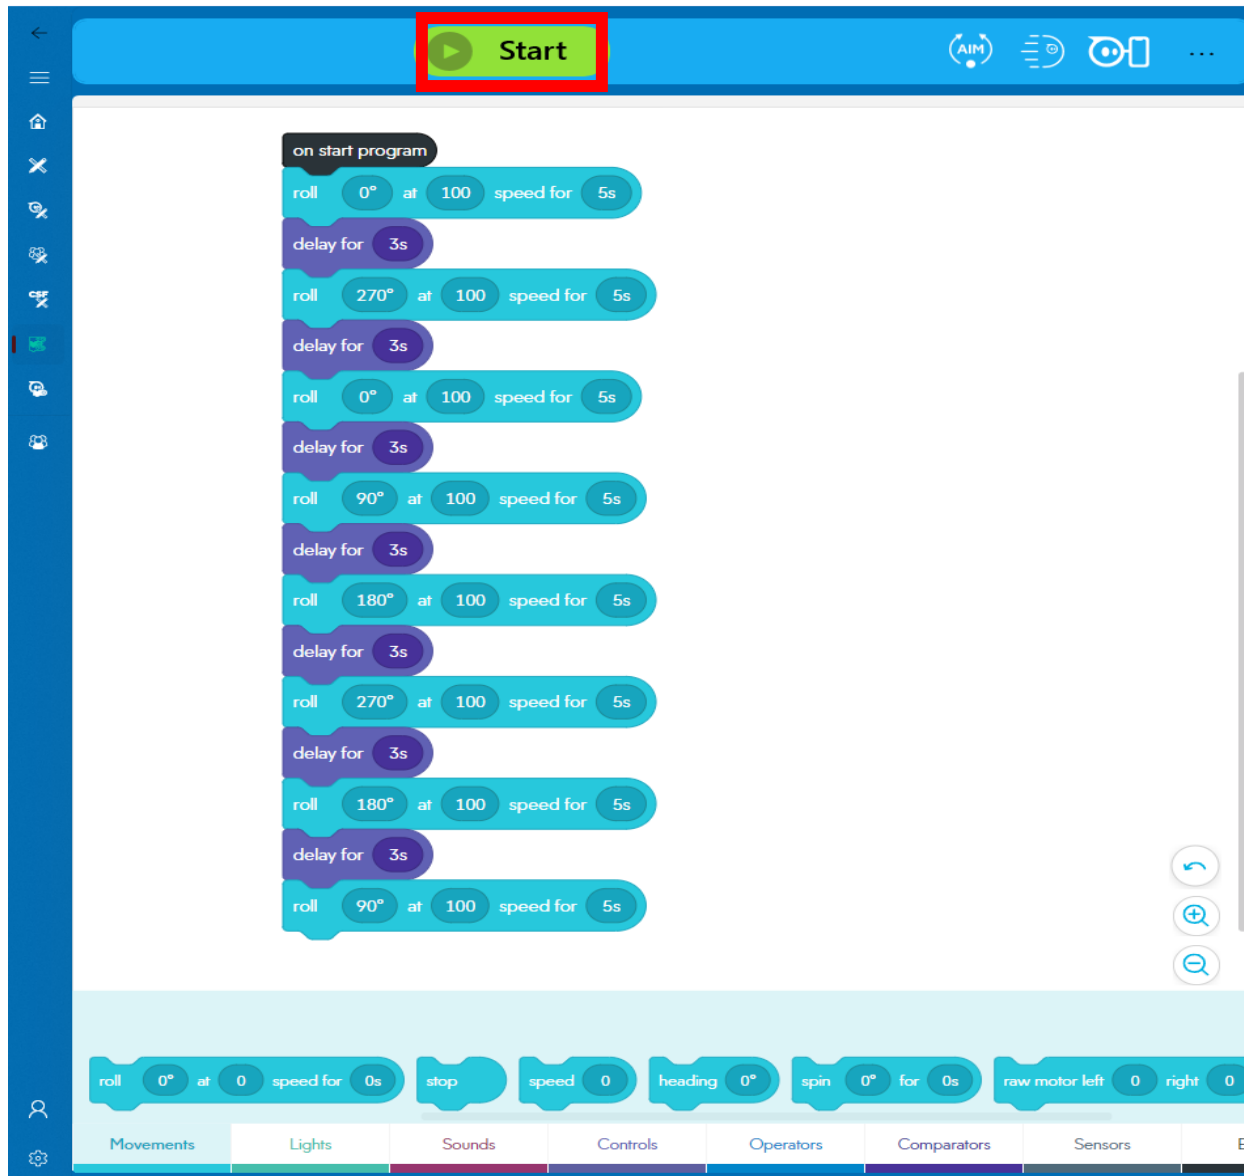 Start
AIM
on start program
roll 0° at 100 speed for 5s
delay for 3s
roll 270° at 100 speed for 5s
delay for 3s
roll 0° at 100 speed for 5s
delay for 3s
roll 90° at 100 speed for 5s
delay for 3s
roll 180° at 100 speed for 5s
delay for 3s
roll 270° at 100 speed for 5s
delay for 3s
roll 180° at 100 speed for 5s
delay for 3s
roll 90° at 100 speed for 5s
CSF
roll 0° at 0 speed for 0s stop speed 0 heading 0° spin 0° for 0s raw motor left 0 right 0
Movements Lights Sounds Controls Operators Comparators Sensors